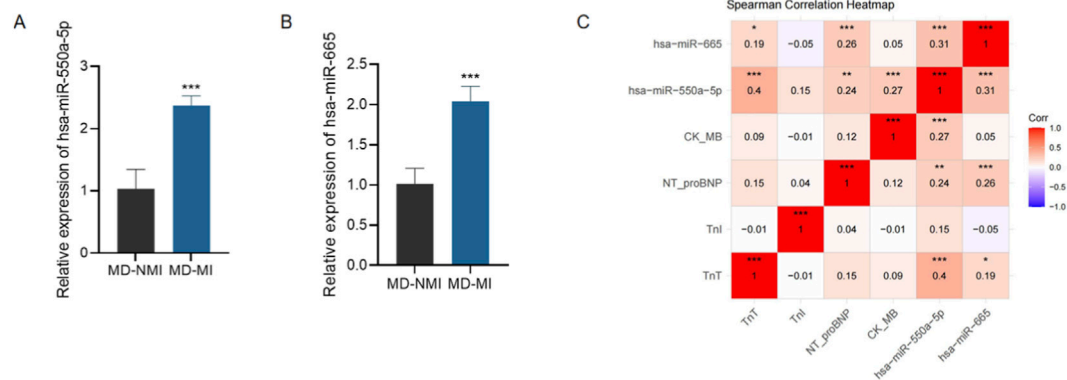 A
Relative expression of hsa-miR-550a-5p
3
2
1
0
***
MD-NMI MD-MI
B
Relative expression of hsa-miR-665
2.5
2.0
1.5
1.0
0.5
0.0
***
MD-NMI MD-MI
C
Spearman Correlation Heatmap
* *** *** ***
hsa-miR-665 0.19 −0.05 0.26 0.05 0.31 1
*** ** *** *** ***
hsa-miR-550a-5p 0.4 0.15 0.24 0.27 1 0.31
*** ***
CK_MB 0.09 −0.01 0.12 1 0.27 0.05
*** ** ***
NT_proBNP 0.15 0.04 1 0.12 0.24 0.26
***
TnI −0.01 1 0.04 −0.01 0.15 −0.05
*** *** *
TnT 1 −0.01 0.15 0.09 0.4 0.19
TnT
TnI
NT_proBNP
CK_MB
hsa-miR-550a-5p
hsa-miR-665
Corr
1.0
0.5
0.0
−0.5
−1.0